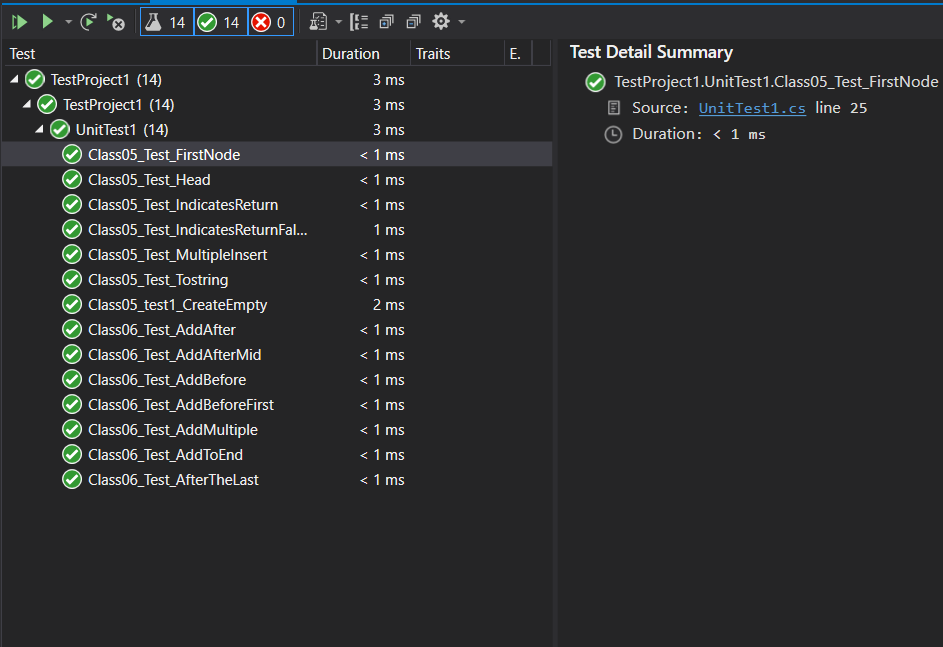 14 14 0
Test Duration Traits E.
TestProject1 (14) 3 ms
TestProject1 (14) 3 ms
UnitTest1 (14) 3 ms
Class05_Test_FirstNode < 1 ms
Class05_Test_Head < 1 ms
Class05_Test_IndicatesReturn < 1 ms
Class05_Test_IndicatesReturnFal... 1 ms
Class05_Test_MultipleInsert < 1 ms
Class05_Test_Tostring < 1 ms
Class05_test1_CreateEmpty 2 ms
Class06_Test_AddAfter < 1 ms
Class06_Test_AddAfterMid < 1 ms
Class06_Test_AddBefore < 1 ms
Class06_Test_AddBeforeFirst < 1 ms
Class06_Test_AddMultiple < 1 ms
Class06_Test_AddToEnd < 1 ms
Class06_Test_AfterTheLast < 1 ms
Test Detail Summary
TestProject1.UnitTest1.Class05_Test_FirstNode
Source: UnitTest1.cs line 25
Duration: < 1 ms